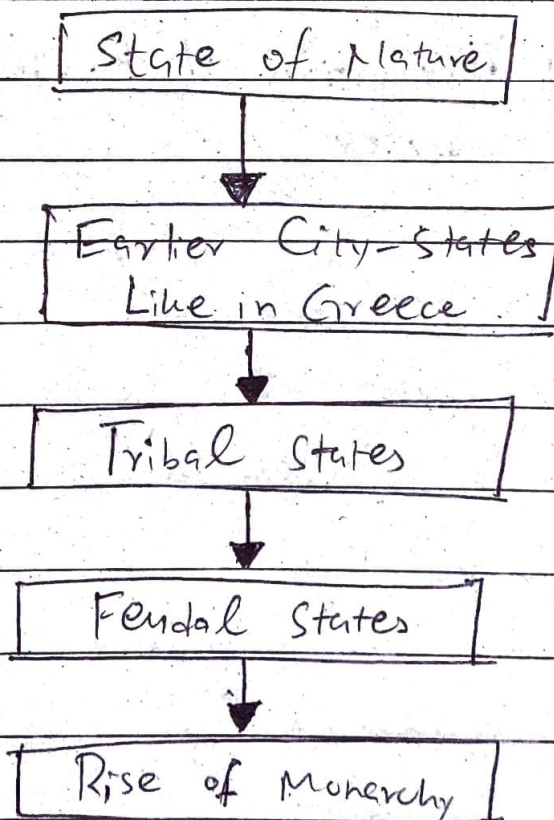 State of Nature
Earlier City-States
Like in Greece.
Tribal States
Feudal States
Rise of Monarchy